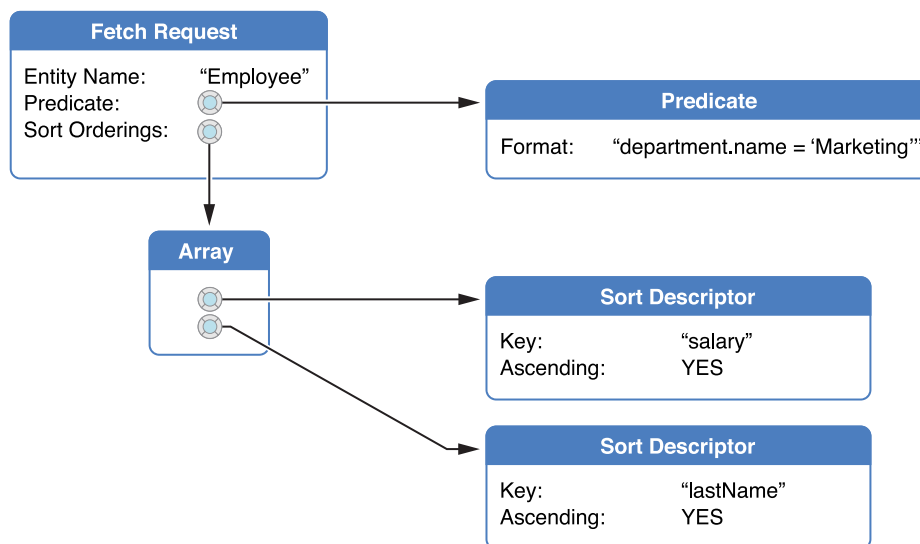 Fetch Request
Entity Name: “Employee”
Predicate:
Sort Orderings:
Predicate
Format: “department.name = ‘Marketing’”
Array
Sort Descriptor
Key: “salary”
Ascending: YES
Sort Descriptor
Key: “lastName”
Ascending: YES